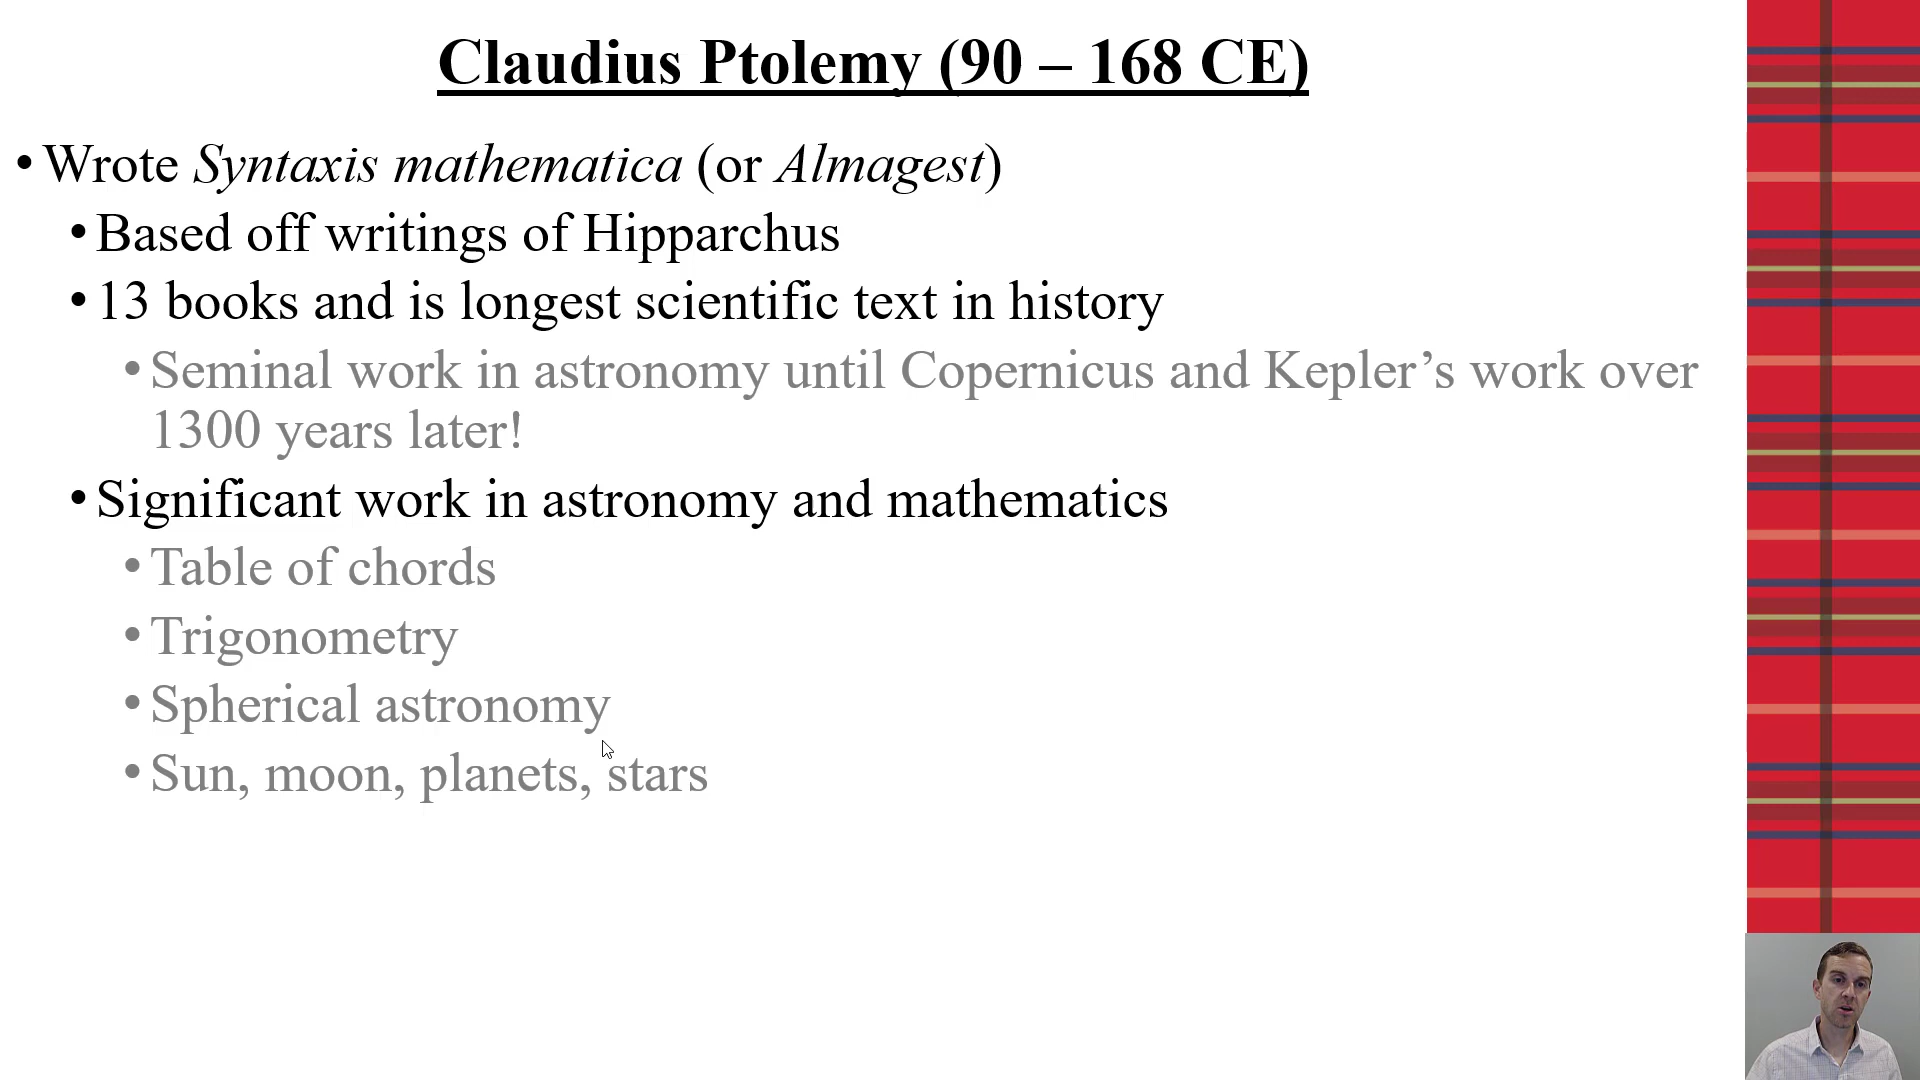 Claudius Ptolemy (90 – 168 CE)
• Wrote Syntaxis mathematica (or Almagest)
• Based off writings of Hipparchus
• 13 books and is longest scientific text in history
• Seminal work in astronomy until Copernicus and Kepler’s work over
1300 years later!
• Significant work in astronomy and mathematics
• Table of chords
• Trigonometry
• Spherical astronomy
• Sun, moon, planets, stars